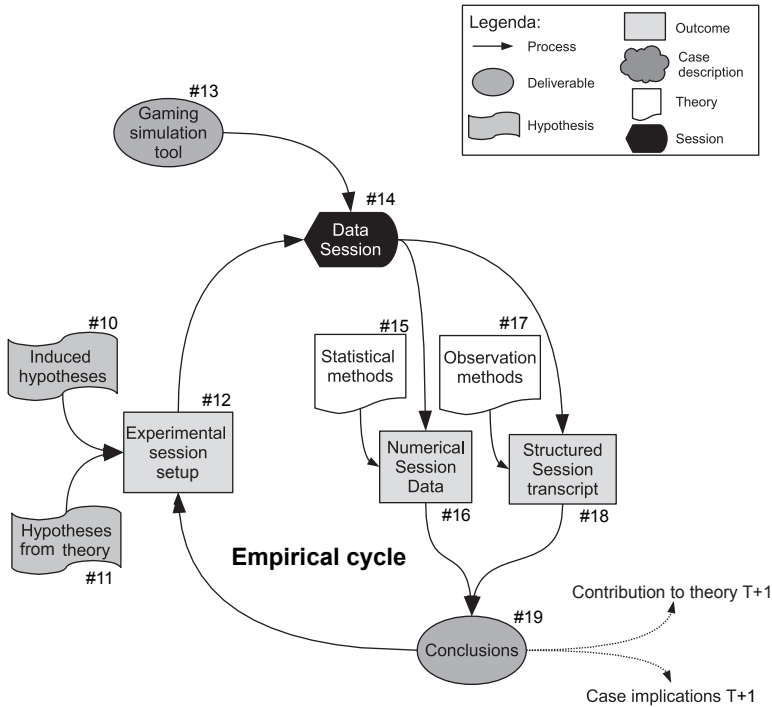 Legenda:
Process
Deliverable
Hypothesis
Outcome
Case
description
Theory
Session
#13
Gaming
simulation
tool
#14
Data
Session
#10
Induced
hypotheses
#15
Statistical
methods
#17
Observation
methods
#12
Experimental
session
setup
Numerical
Session
Data
#16
Structured
Session
transcript
#18
Hypotheses
from theory
#11
Empirical cycle
#19
Conclusions
Contribution to theory T+1
Case implications T+1